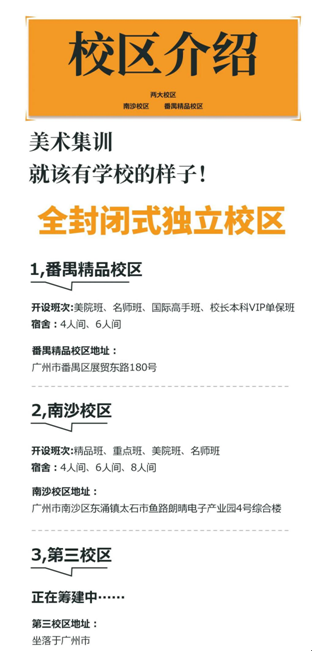 校区介绍
两大校区
南沙校区 番禺精品校区
美术集训
就该有学校的样子!
全封闭式独立校区
1,番禺精品校区
开设班次:美院班、名师班、国际高手班、校长本科VIP单保班
宿舍：4人间、6人间
番禺精品校区地址：
广州市番禺区展贸东路180号
2,南沙校区
开设班次:精品班、重点班、美院班、名师班
宿舍：4人间、6人间、8人间
南沙校区地址：
广州市南沙区东涌镇太石市鱼路朗晴电子产业园4号综合楼
3,第三校区
正在筹建中……
第三校区地址：
坐落于广州市